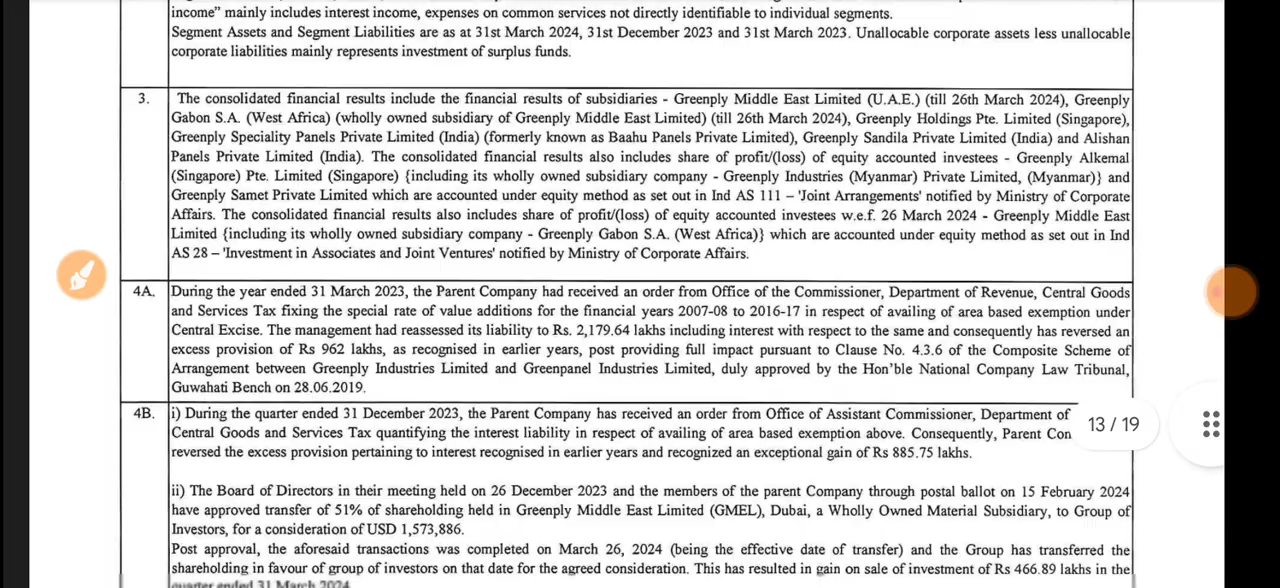 income" mainly includes interest income, expenses on common services not directly identifiable to individual segments.
Segment Assets and Segment Liabilities are as at 31st March 2024, 31st December 2023 and 31st March 2023. Unallocable corporate assets less unallocable
corporate liabilities mainly represents investment of surplus funds.
3. The consolidated financial results include the financial results of subsidiaries - Greenply Middle East Limited (U.A.E.) (till 26th March 2024), Greenply
Gabon S.A. (West Africa) (wholly owned subsidiary of Greenply Middle East Limited) (till 26th March 2024), Greenply Holdings Pte. Limited (Singapore),
Greenply Speciality Panels Private Limited (India) (formerly known as Baahu Panels Private Limited), Greenply Sandila Private Limited (India) and Alishan
Panels Private Limited (India). The consolidated financial results also includes share of profit/(loss) of equity accounted investees - Greenply Alkemal
(Singapore) Pte. Limited (Singapore) {including its wholly owned subsidiary company - Greenply Industries (Myanmar) Private Limited, (Myanmar)} and
Greenply Samet Private Limited which are accounted under equity method as set out in Ind AS 111 – 'Joint Arrangements' notified by Ministry of Corporate
Affairs. The consolidated financial results also includes share of profit/(loss) of equity accounted investees w.e.f. 26 March 2024 - Greenply Middle East
Limited {including its wholly owned subsidiary company - Greenply Gabon S.A. (West Africa)} which are accounted under equity method as set out in Ind
AS 28 – 'Investment in Associates and Joint Ventures' notified by Ministry of Corporate Affairs.
4A. During the year ended 31 March 2023, the Parent Company had received an order from Office of the Commissioner, Department of Revenue, Central Goods
and Services Tax fixing the special rate of value additions for the financial years 2007-08 to 2016-17 in respect of availing of area based exemption under
Central Excise. The management had reassessed its liability to Rs. 2,179.64 lakhs including interest with respect to the same and consequently has reversed an
excess provision of Rs 962 lakhs, as recognised in earlier years, post providing full impact pursuant to Clause No. 4.3.6 of the Composite Scheme of
Arrangement between Greenply Industries Limited and Greenpanel Industries Limited, duly approved by the Hon'ble National Company Law Tribunal,
Guwahati Bench on 28.06.2019.
4B. i) During the quarter ended 31 December 2023, the Parent Company has received an order from Office of Assistant Commissioner, Department of
Central Goods and Services Tax quantifying the interest liability in respect of availing of area based exemption above. Consequently, Parent Con
13 / 19
reversed the excess provision pertaining to interest recognised in earlier years and recognized an exceptional gain of Rs 885.75 lakhs.
ii) The Board of Directors in their meeting held on 26 December 2023 and the members of the parent Company through postal ballot on 15 February 2024
have approved transfer of 51% of shareholding held in Greenply Middle East Limited (GMEL), Dubai, a Wholly Owned Material Subsidiary, to Group of
Investors, for a consideration of USD 1,573,886.
Post approval, the aforesaid transactions was completed on March 26, 2024 (being the effective date of transfer) and the Group has transferred the
shareholding in favour of group of investors on that date for the agreed consideration. This has resulted in gain on sale of investment of Rs 466.89 lakhs in the
quarter ended 31 March 2024